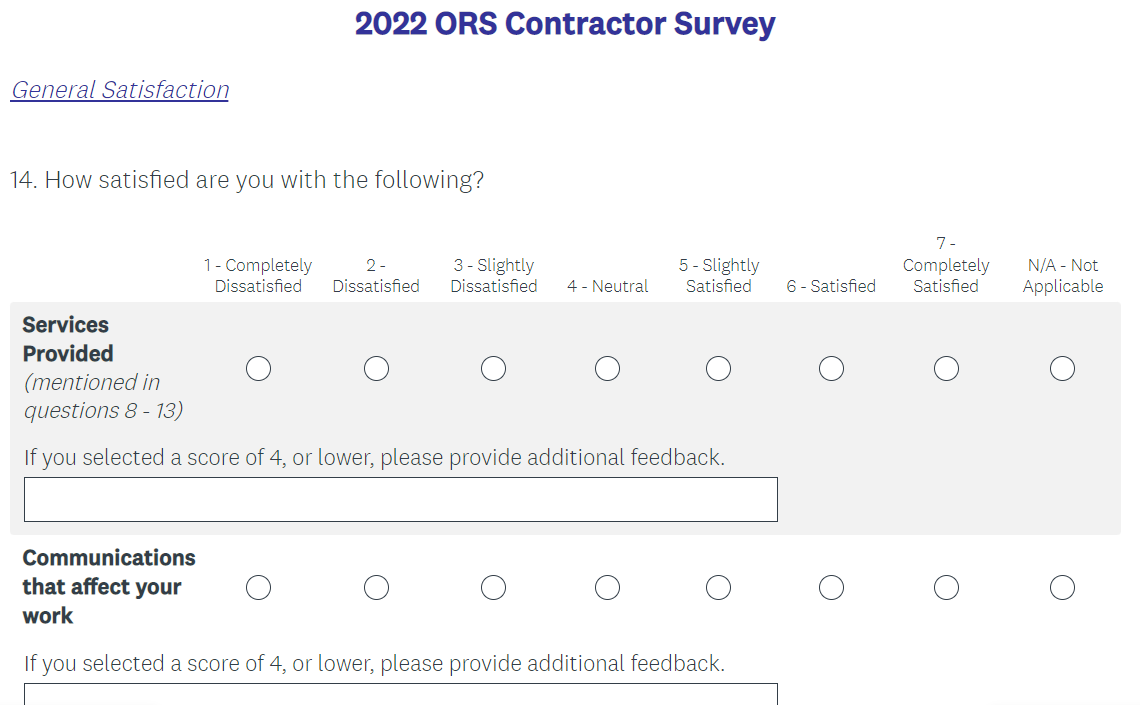 2022 ORS Contractor Survey
General Satisfaction
14. How satisfied are you with the following?
1 - Completely Dissatisfied
2 - Dissatisfied
3 - Slightly Dissatisfied
4 - Neutral
5 - Slightly Satisfied
6 - Satisfied
7 - Completely Satisfied
N/A - Not Applicable
Services
Provided
(mentioned in
questions 8 - 13)
If you selected a score of 4, or lower, please provide additional feedback.
Communications
that affect your
work
If you selected a score of 4, or lower, please provide additional feedback.